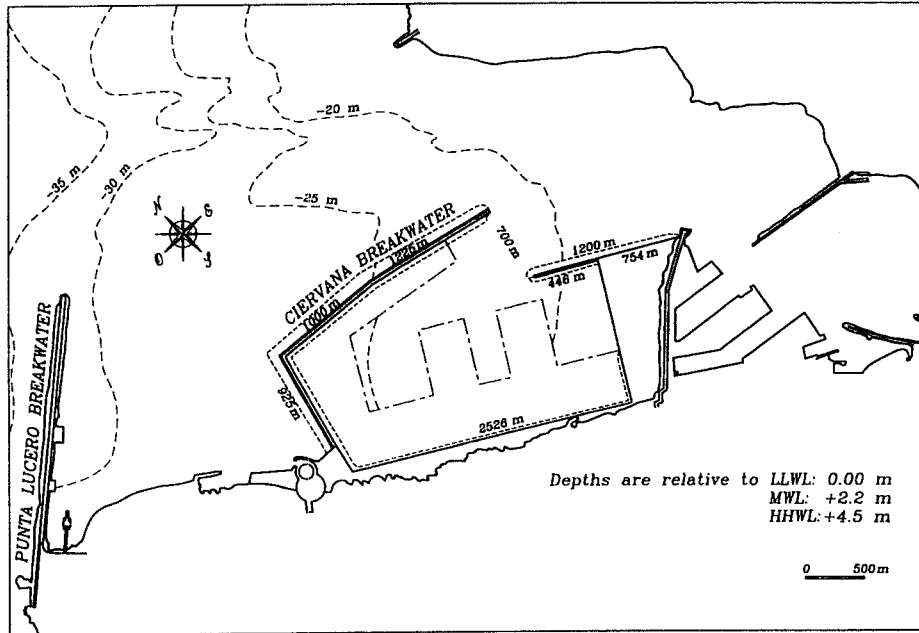 -20 m
-35 m
-30 m
-25 m
N E
O S
CIERVANA BREAKWATER
1225 m
1000 m
700 m
1200 m
446 m
754 m
925 m
2526 m
PUNTA LUCERO BREAKWATER
Depths are relative to LLWL: 0.00 m
MWL: +2.2 m
HHWL: +4.5 m
0 500 m